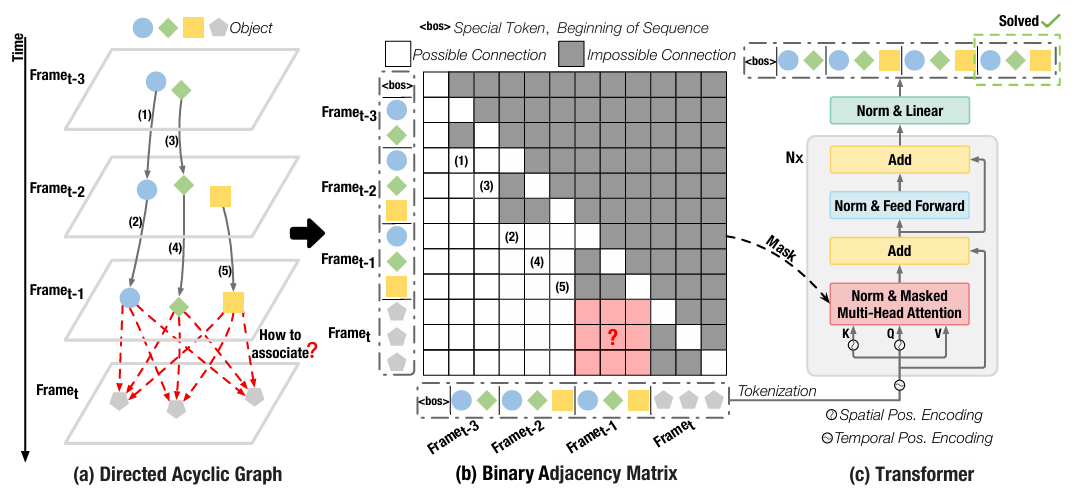 Time
Object
Frame t-3
(1)
(3)
Frame t-2
(2)
(4)
(5)
Frame t-1
How to
associate?
Frame t
(a) Directed Acyclic Graph
<bos> Special Token, Beginning of Sequence
Possible Connection
Impossible Connection
<bos>
Frame t-3
(1)
Frame t-2
(3)
(2)
Frame t-1
(4)
(5)
Frame t
?
<bos>
Frame t-3
Frame t-2
Frame t-1
Frame t
(b) Binary Adjacency Matrix
Mask
Tokenization
Solved
<bos>
Norm & Linear
Nx
Add
Norm & Feed Forward
Add
Norm & Masked
Multi-Head Attention
K
Q
V
Spatial Pos. Encoding
Temporal Pos. Encoding
(c) Transformer